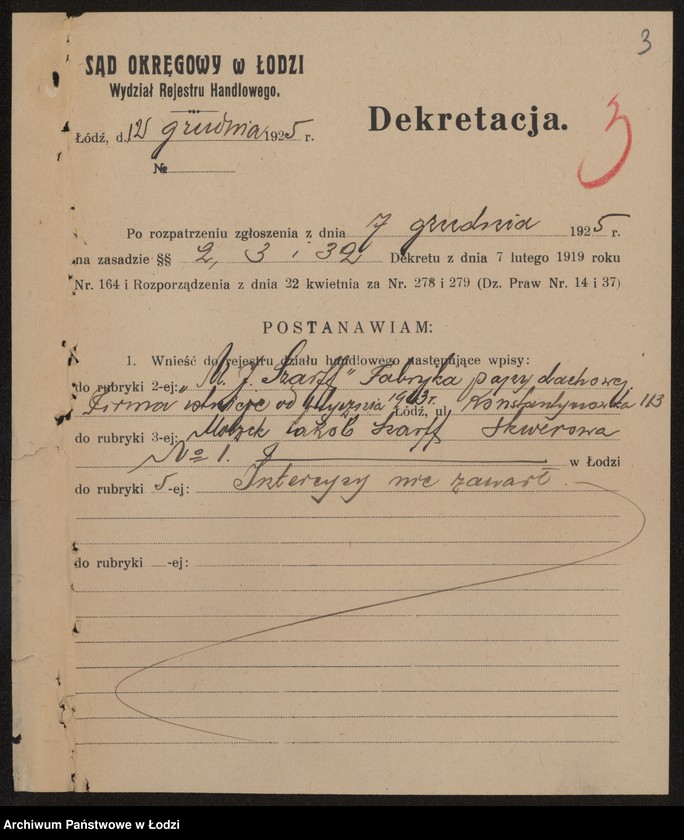 3
SĄD OKRĘGOWY w ŁODZI
Wydział Rejestru Handlowego.
Dekretacja.
3
Łódź, d. 12 grudnia 1925 r.
№
Po rozpatrzeniu zgłoszenia z dnia 7 grudnia 1925 r.
na zasadzie §§ 2, 3 i 32 Dekretu z dnia 7 lutego 1919 roku
Nr. 164 i Rozporządzenia z dnia 22 kwietnia za Nr. 278 i 279 (Dz. Praw Nr. 14 i 37)
POSTANAWIAM:
1. Wnieść do rejestru działu handlowego następujące wpisy:
do rubryki 2-ej: „M. J. Szarff" Fabryka papy dachowej.
Firma istnieje od stycznia 1913 r. Łódź, ul. Konstantynowska 113
do rubryki 3-ej: Moszek Jakób Szarff Skwerowa
№ 1. w Łodzi
do rubryki 5-ej: Intercyzy nie zawarł.
do rubryki -ej:
Archiwum Państwowe w Łodzi